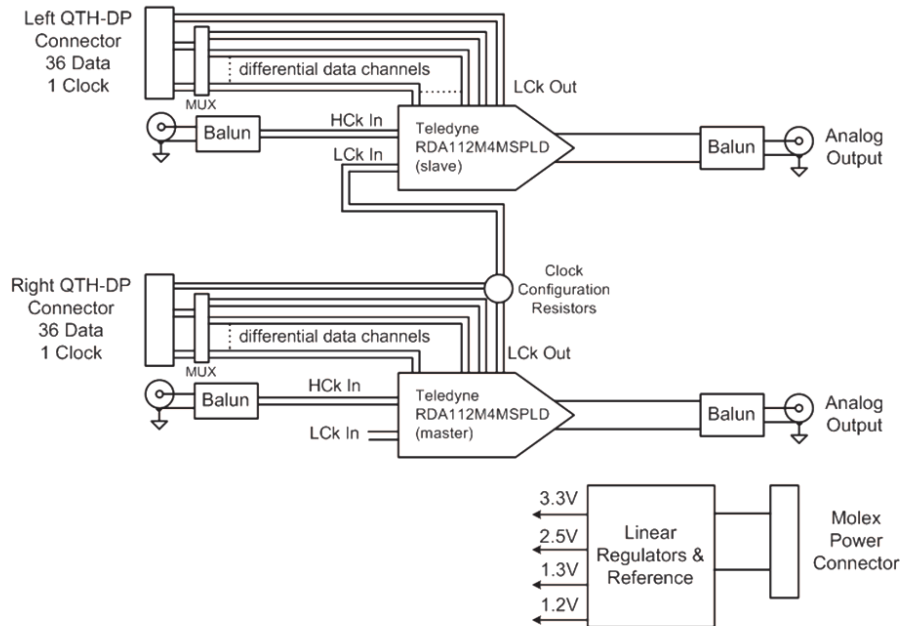 Left QTH-DP
Connector
36 Data
1 Clock
MUX
differential data channels
LCk Out
HCk In
Balun
LCk In
Teledyne
RDA112M4MSPLD
(slave)
Balun
Analog
Output
Right QTH-DP
Connector
36 Data
1 Clock
Clock
Configuration
Resistors
MUX
differential data channels
LCk Out
HCk In
Balun
LCk In
Teledyne
RDA112M4MSPLD
(master)
Balun
Analog
Output
3.3V
2.5V
1.3V
1.2V
Linear
Regulators &
Reference
Molex
Power
Connector